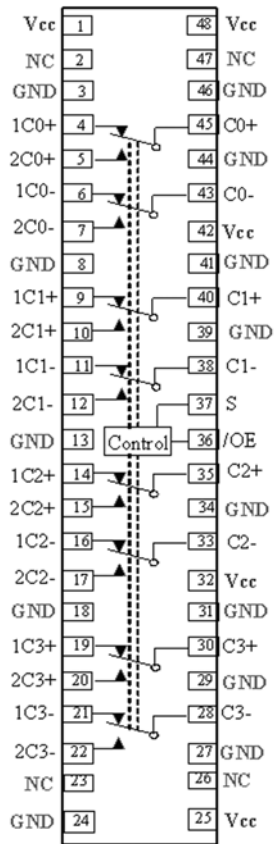 Vcc 1 48 Vcc
NC 2 47 NC
GND 3 46 GND
1C0+ 4 45 C0+
2C0+ 5 44 GND
1C0- 6 43 C0-
2C0- 7 42 Vcc
GND 8 41 GND
1C1+ 9 40 C1+
2C1+ 10 39 GND
1C1- 11 38 C1-
2C1- 12 37 S
GND 13 Control 36 /OE
1C2+ 14 35 C2+
2C2+ 15 34 GND
1C2- 16 33 C2-
2C2- 17 32 Vcc
GND 18 31 GND
1C3+ 19 30 C3+
2C3+ 20 29 GND
1C3- 21 28 C3-
2C3- 22 27 GND
NC 23 26 NC
GND 24 25 Vcc